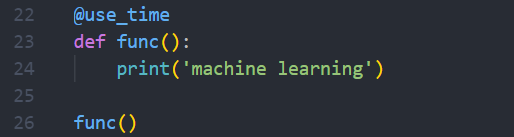 22 @use_time
23 def func():
24     print('machine learning')
25
26 func()